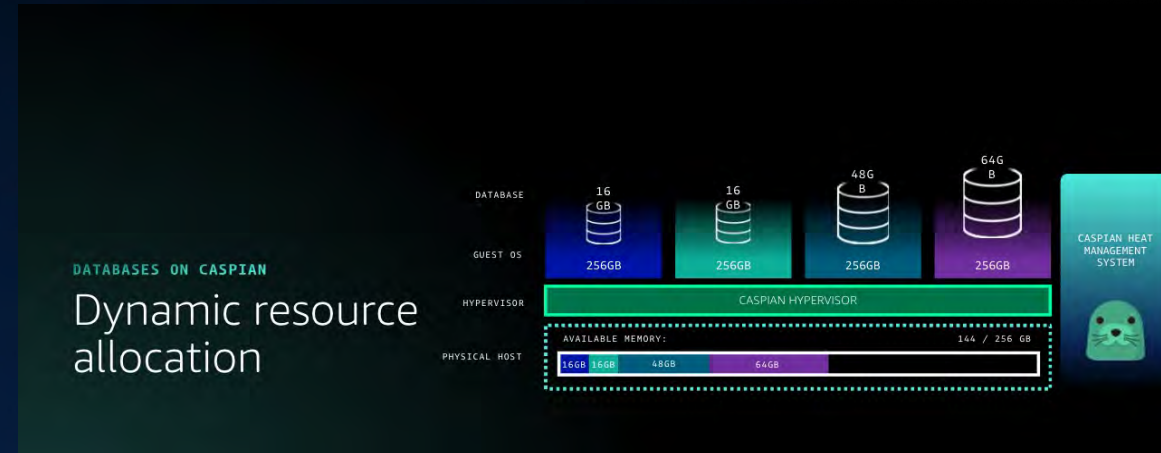 DATABASES ON CASPIAN
Dynamic resource
allocation
DATABASE
GUEST OS
HYPERVISOR
PHYSICAL HOST
16
GB
16
GB
48G
B
64G
B
256GB
256GB
256GB
256GB
CASPIAN HYPERVISOR
AVAILABLE MEMORY:
144 / 256 GB
16GB
16GB
48GB
64GB
CASPIAN HEAT
MANAGEMENT
SYSTEM